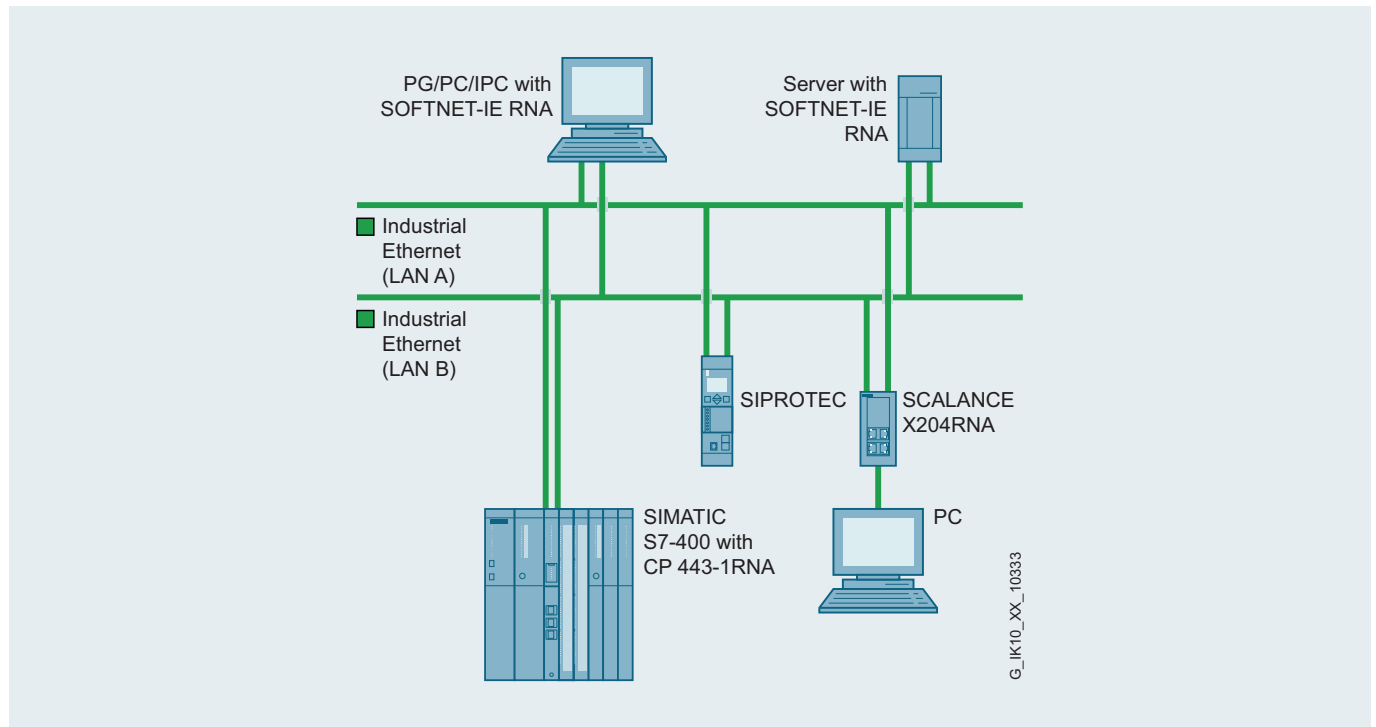 PG/PC/IPC with
SOFTNET-IE RNA
Server with
SOFTNET-IE
RNA
Industrial
Ethernet
(LAN A)
Industrial
Ethernet
(LAN B)
SIPROTEC
SCALANCE
X204RNA
SIMATIC
S7-400 with
CP 443-1RNA
PC
G_IK10_XX_10333